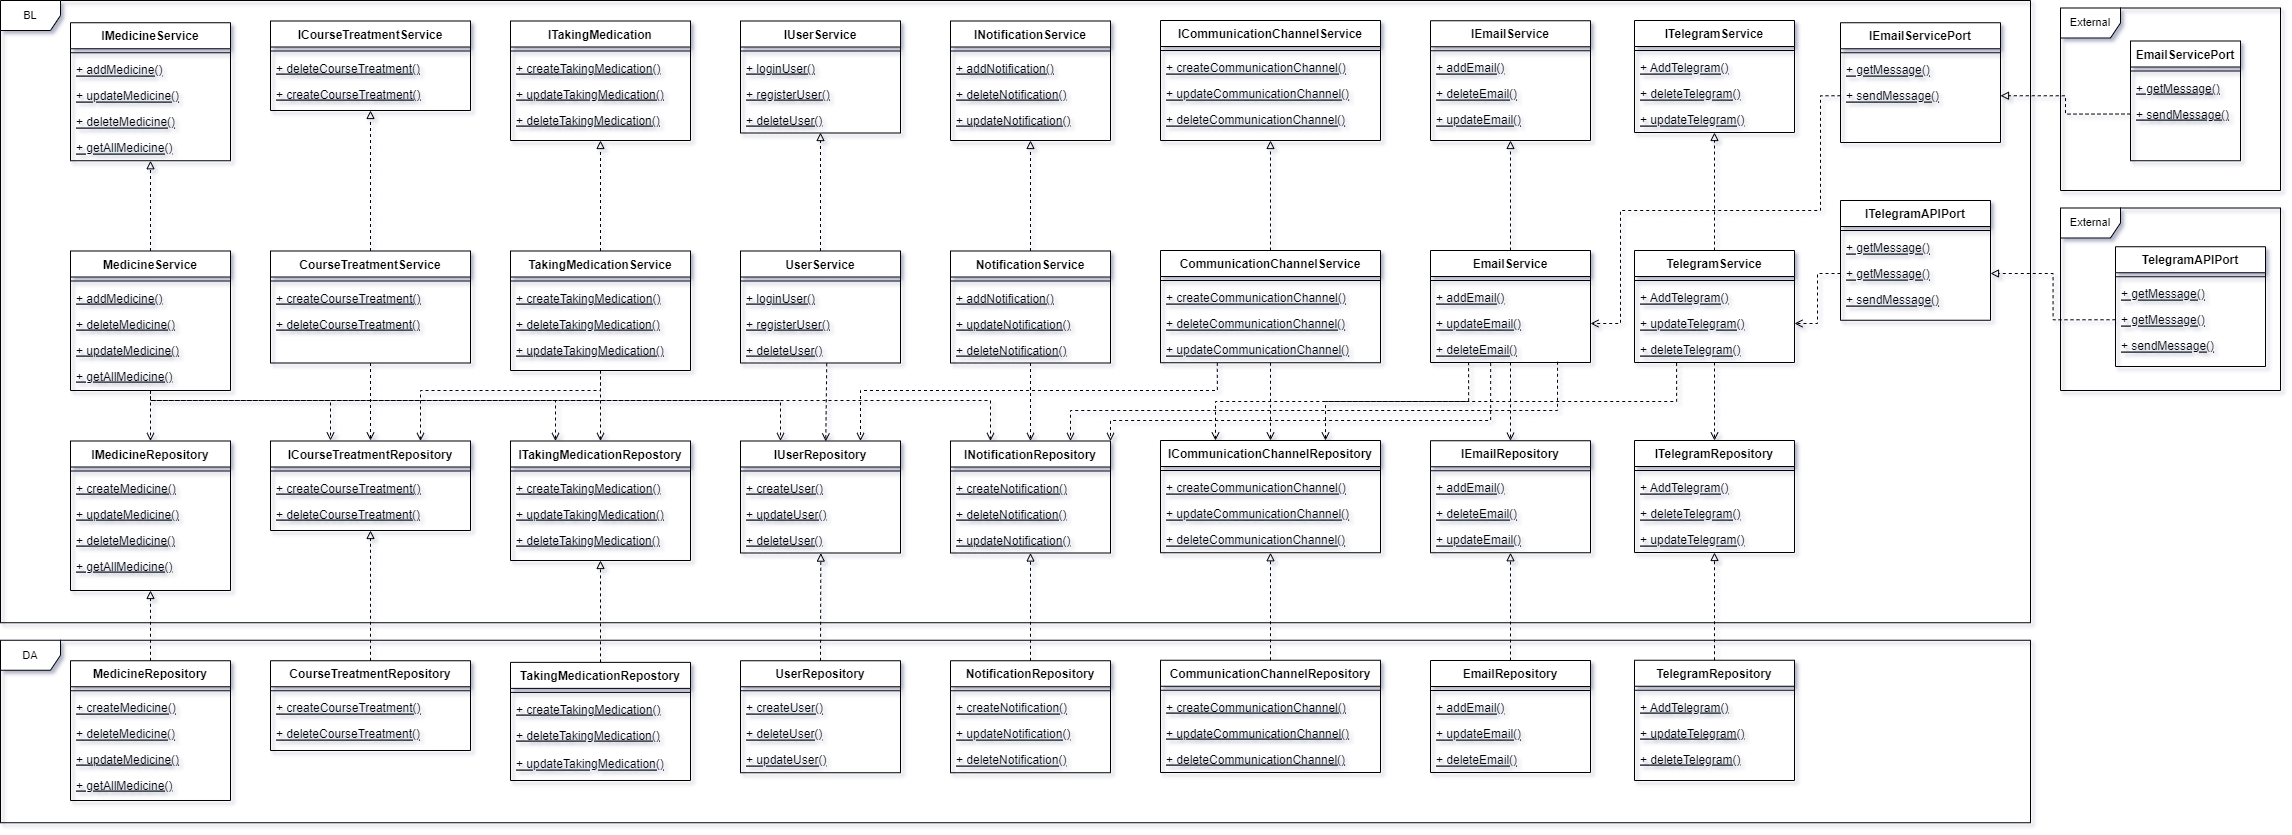 BL
IMedicineService
+ addMedicine()
+ updateMedicine()
+ deleteMedicine()
+ getAllMedicine()
ICourseTreatmentService
+ deleteCourseTreatment()
+ createCourseTreatment()
ITakingMedication
+ createTakingMedication()
+ updateTakingMedication()
+ deleteTakingMedication()
IUserService
+ loginUser()
+ registerUser()
+ deleteUser()
INotificationService
+ addNotification()
+ deleteNotification()
+ updateNotification()
ICommunicationChannelService
+ createCommunicationChannel()
+ updateCommunicationChannel()
+ deleteCommunicationChannel()
IEmailService
+ addEmail()
+ deleteEmail()
+ updateEmail()
ITelegramService
+ AddTelegram()
+ deleteTelegram()
+ updateTelegram()
IEmailServicePort
+ getMessage()
+ sendMessage()
External
EmailServicePort
+ getMessage()
+ sendMessage()
MedicineService
+ addMedicine()
+ deleteMedicine()
+ updateMedicine()
+ getAllMedicine()
CourseTreatmentService
+ createCourseTreatment()
+ deleteCourseTreatment()
TakingMedicationService
+ createTakingMedication()
+ deleteTakingMedication()
+ updateTakingMedication()
UserService
+ loginUser()
+ registerUser()
+ deleteUser()
NotificationService
+ addNotification()
+ updateNotification()
+ deleteNotification()
CommunicationChannelService
+ createCommunicationChannel()
+ deleteCommunicationChannel()
+ updateCommunicationChannel()
EmailService
+ addEmail()
+ updateEmail()
+ deleteEmail()
TelegramService
+ AddTelegram()
+ updateTelegram()
+ deleteTelegram()
ITelegramAPIPort
+ getMessage()
+ getMessage()
+ sendMessage()
External
TelegramAPIPort
+ getMessage()
+ getMessage()
+ sendMessage()
IMedicineRepository
+ createMedicine()
+ updateMedicine()
+ deleteMedicine()
+ getAllMedicine()
ICourseTreatmentRepository
+ createCourseTreatment()
+ deleteCourseTreatment()
ITakingMedicationRepostory
+ createTakingMedication()
+ updateTakingMedication()
+ deleteTakingMedication()
IUserRepository
+ createUser()
+ updateUser()
+ deleteUser()
INotificationRepository
+ createNotification()
+ deleteNotification()
+ updateNotification()
ICommunicationChannelRepository
+ createCommunicationChannel()
+ updateCommunicationChannel()
+ deleteCommunicationChannel()
IEmailRepository
+ addEmail()
+ deleteEmail()
+ updateEmail()
ITelegramRepository
+ AddTelegram()
+ deleteTelegram()
+ updateTelegram()
DA
MedicineRepository
+ createMedicine()
+ deleteMedicine()
+ updateMedicine()
+ getAllMedicine()
CourseTreatmentRepository
+ createCourseTreatment()
+ deleteCourseTreatment()
TakingMedicationRepostory
+ createTakingMedication()
+ deleteTakingMedication()
+ updateTakingMedication()
UserRepository
+ createUser()
+ deleteUser()
+ updateUser()
NotificationRepository
+ createNotification()
+ updateNotification()
+ deleteNotification()
CommunicationChannelRepository
+ createCommunicationChannel()
+ updateCommunicationChannel()
+ deleteCommunicationChannel()
EmailRepository
+ addEmail()
+ updateEmail()
+ deleteEmail()
TelegramRepository
+ AddTelegram()
+ updateTelegram()
+ deleteTelegram()